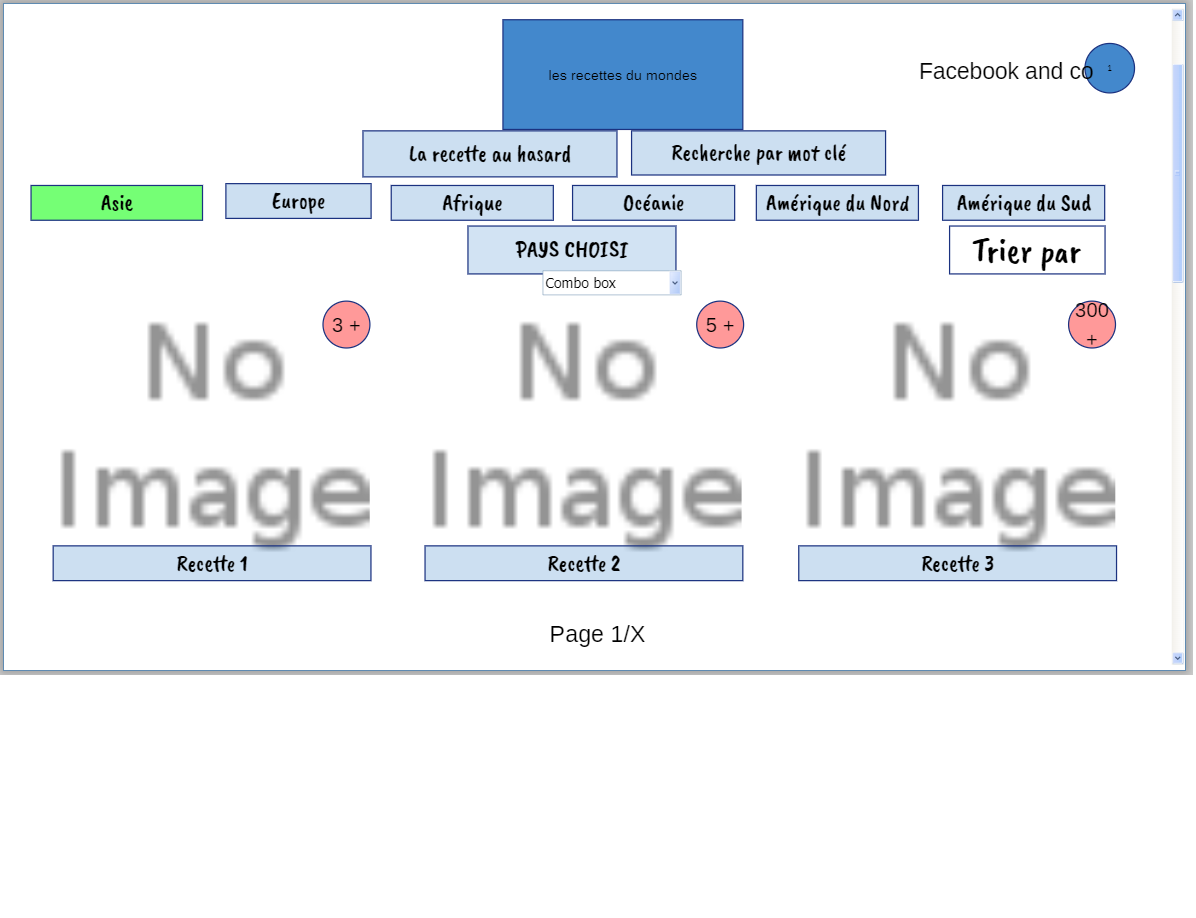 les recettes du mondes
Facebook and co
1
La recette au hasard
Recherche par mot clé
Asie
Europe
Afrique
Océanie
Amérique du Nord
Amérique du Sud
PAYS CHOISI
Trier par
Combo box
3 +
5 +
300
+
No
Image
No
Image
No
Image
Recette 1
Recette 2
Recette 3
Page 1/X